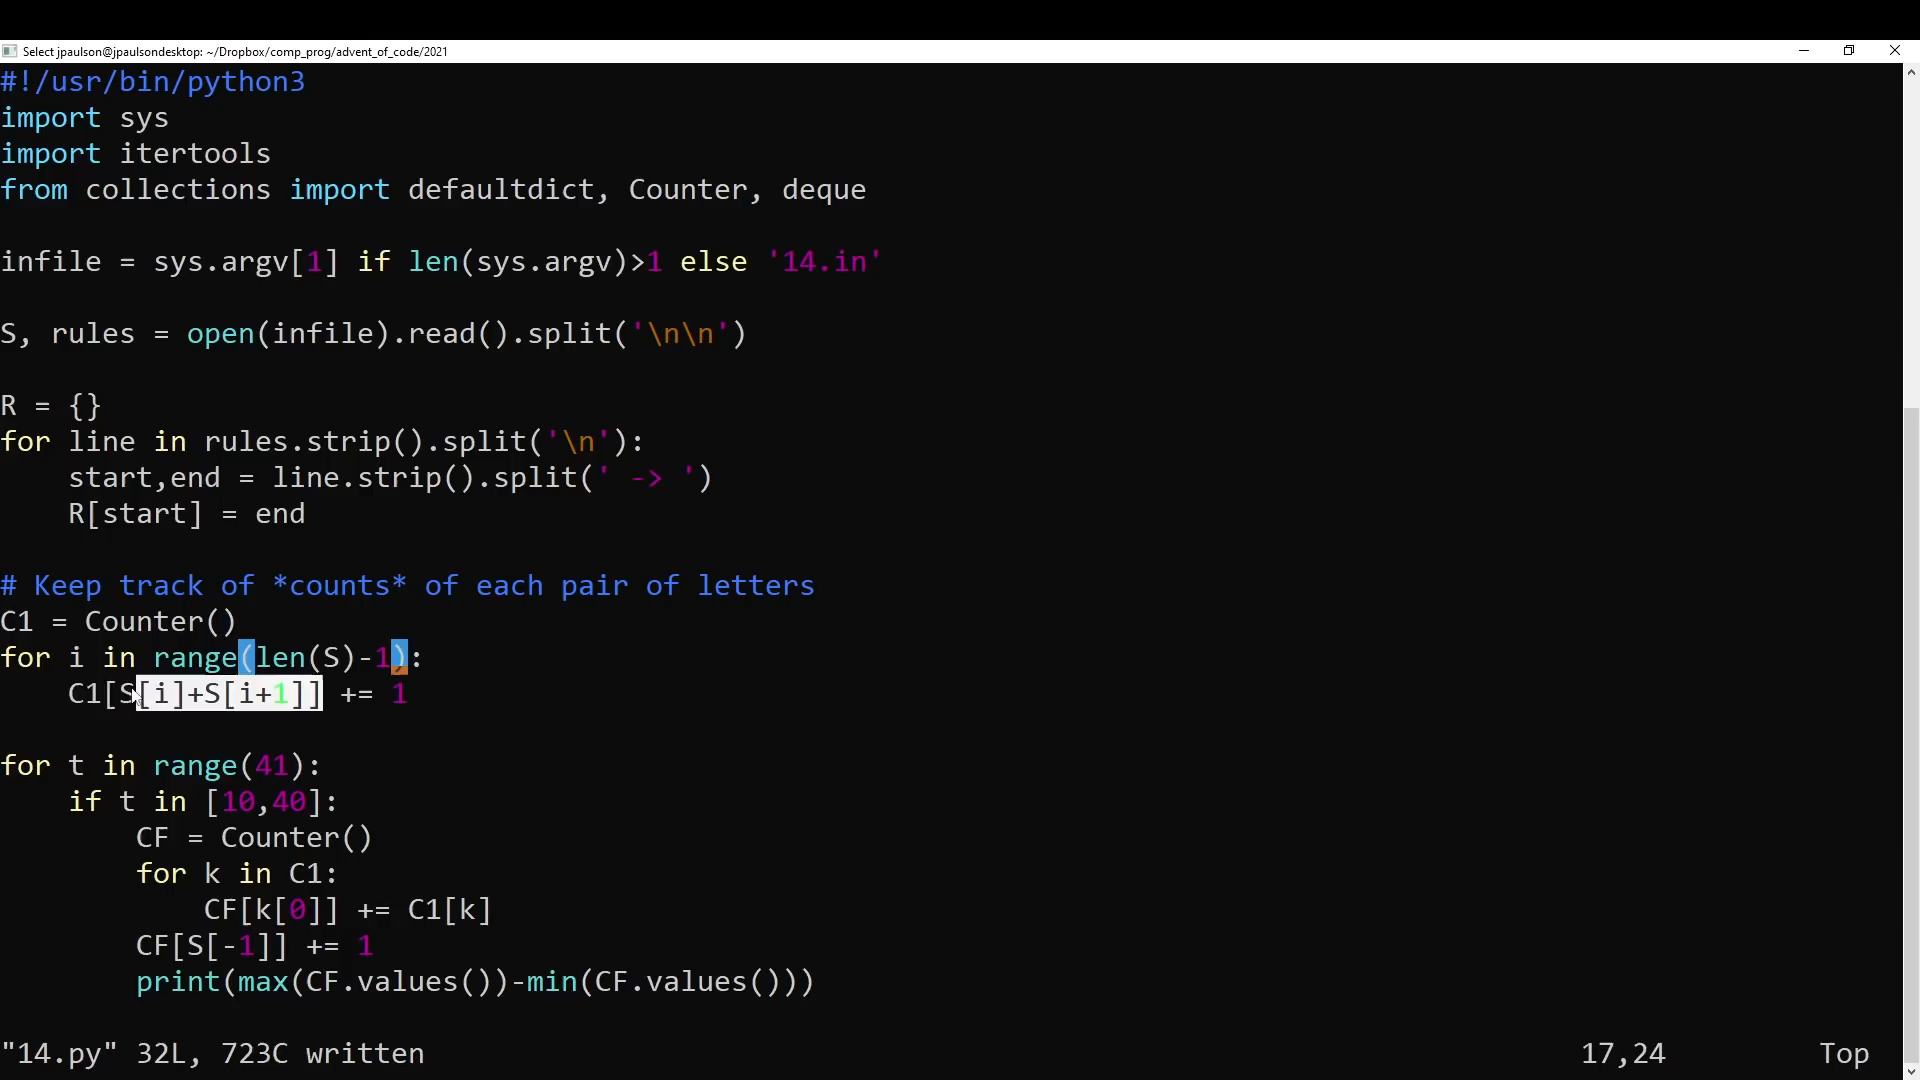 Select jpaulson@jpaulsondesktop: ~/Dropbox/comp_prog/advent_of_code/2021
#!/usr/bin/python3
import sys
import itertools
from collections import defaultdict, Counter, deque
infile = sys.argv[1] if len(sys.argv)>1 else '14.in'
S, rules = open(infile).read().split('\n\n')
R = {}
for line in rules.strip().split('\n'):
    start,end = line.strip().split(' -> ')
    R[start] = end
# Keep track of *counts* of each pair of letters
C1 = Counter()
for i in range(len(S)-1):
    C1[S[i]+S[i+1]] += 1
for t in range(41):
    if t in [10,40]:
        CF = Counter()
        for k in C1:
            CF[k[0]] += C1[k]
        CF[S[-1]] += 1
        print(max(CF.values())-min(CF.values()))
"14.py" 32L, 723C written 17,24 Top